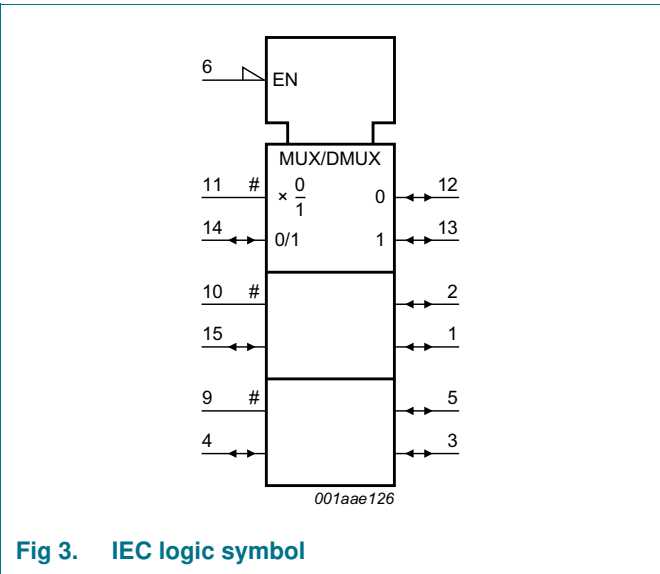 6
EN
MUX/DMUX
11 # × 0/1 0 12
14 0/1 1 13
10 # 2
15 1
9 # 5
4 3
001aae126
Fig 3. IEC logic symbol